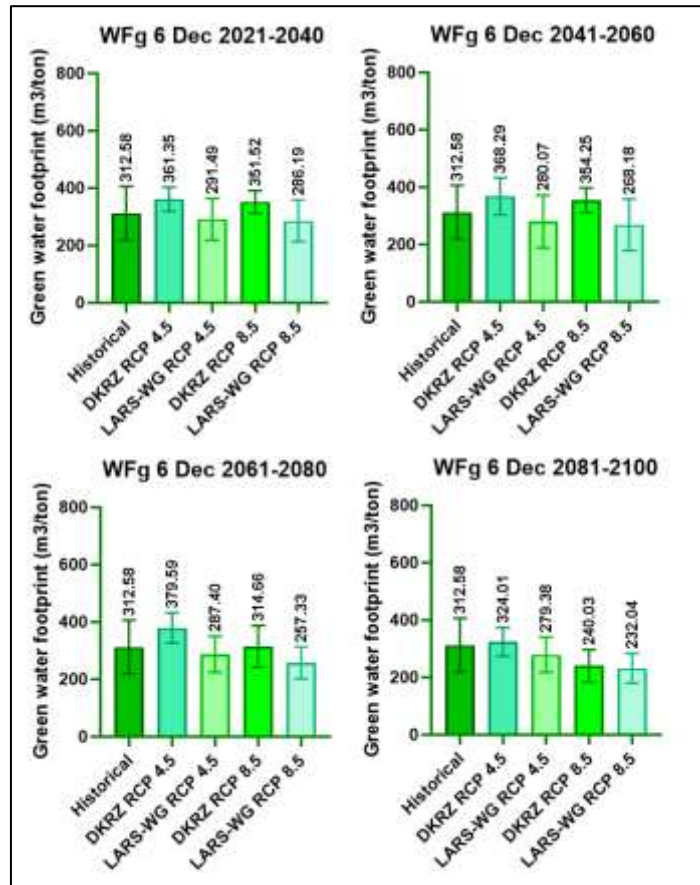 WFg 6 Dec 2021-2040
Green water footprint (m3/ton)
800
600
400
200
0
312.58
361.35
291.49
351.52
286.19
Historical
DKRZ RCP 4.5
LARS-WG RCP 4.5
DKRZ RCP 8.5
LARS-WG RCP 8.5
WFg 6 Dec 2041-2060
Green water footprint (m3/ton)
800
600
400
200
0
312.58
368.29
280.07
354.25
268.18
Historical
DKRZ RCP 4.5
LARS-WG RCP 4.5
DKRZ RCP 8.5
LARS-WG RCP 8.5
WFg 6 Dec 2061-2080
Green water footprint (m3/ton)
800
600
400
200
0
312.58
379.59
287.40
314.66
257.33
Historical
DKRZ RCP 4.5
LARS-WG RCP 4.5
DKRZ RCP 8.5
LARS-WG RCP 8.5
WFg 6 Dec 2081-2100
Green water footprint (m3/ton)
800
600
400
200
0
312.58
324.01
279.38
240.03
232.04
Historical
DKRZ RCP 4.5
LARS-WG RCP 4.5
DKRZ RCP 8.5
LARS-WG RCP 8.5